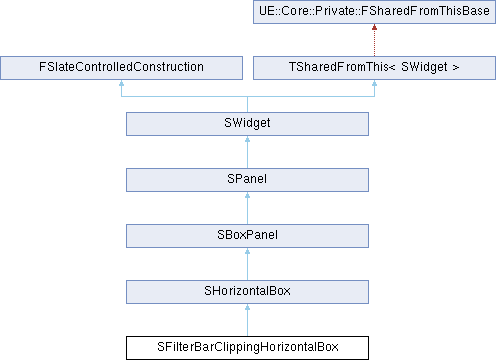 UE::Core::Private::FSharedFromThisBase
FSlateControlledConstruction
TSharedFromThis< SWidget >
SWidget
SPanel
SBoxPanel
SHorizontalBox
SFilterBarClippingHorizontalBox